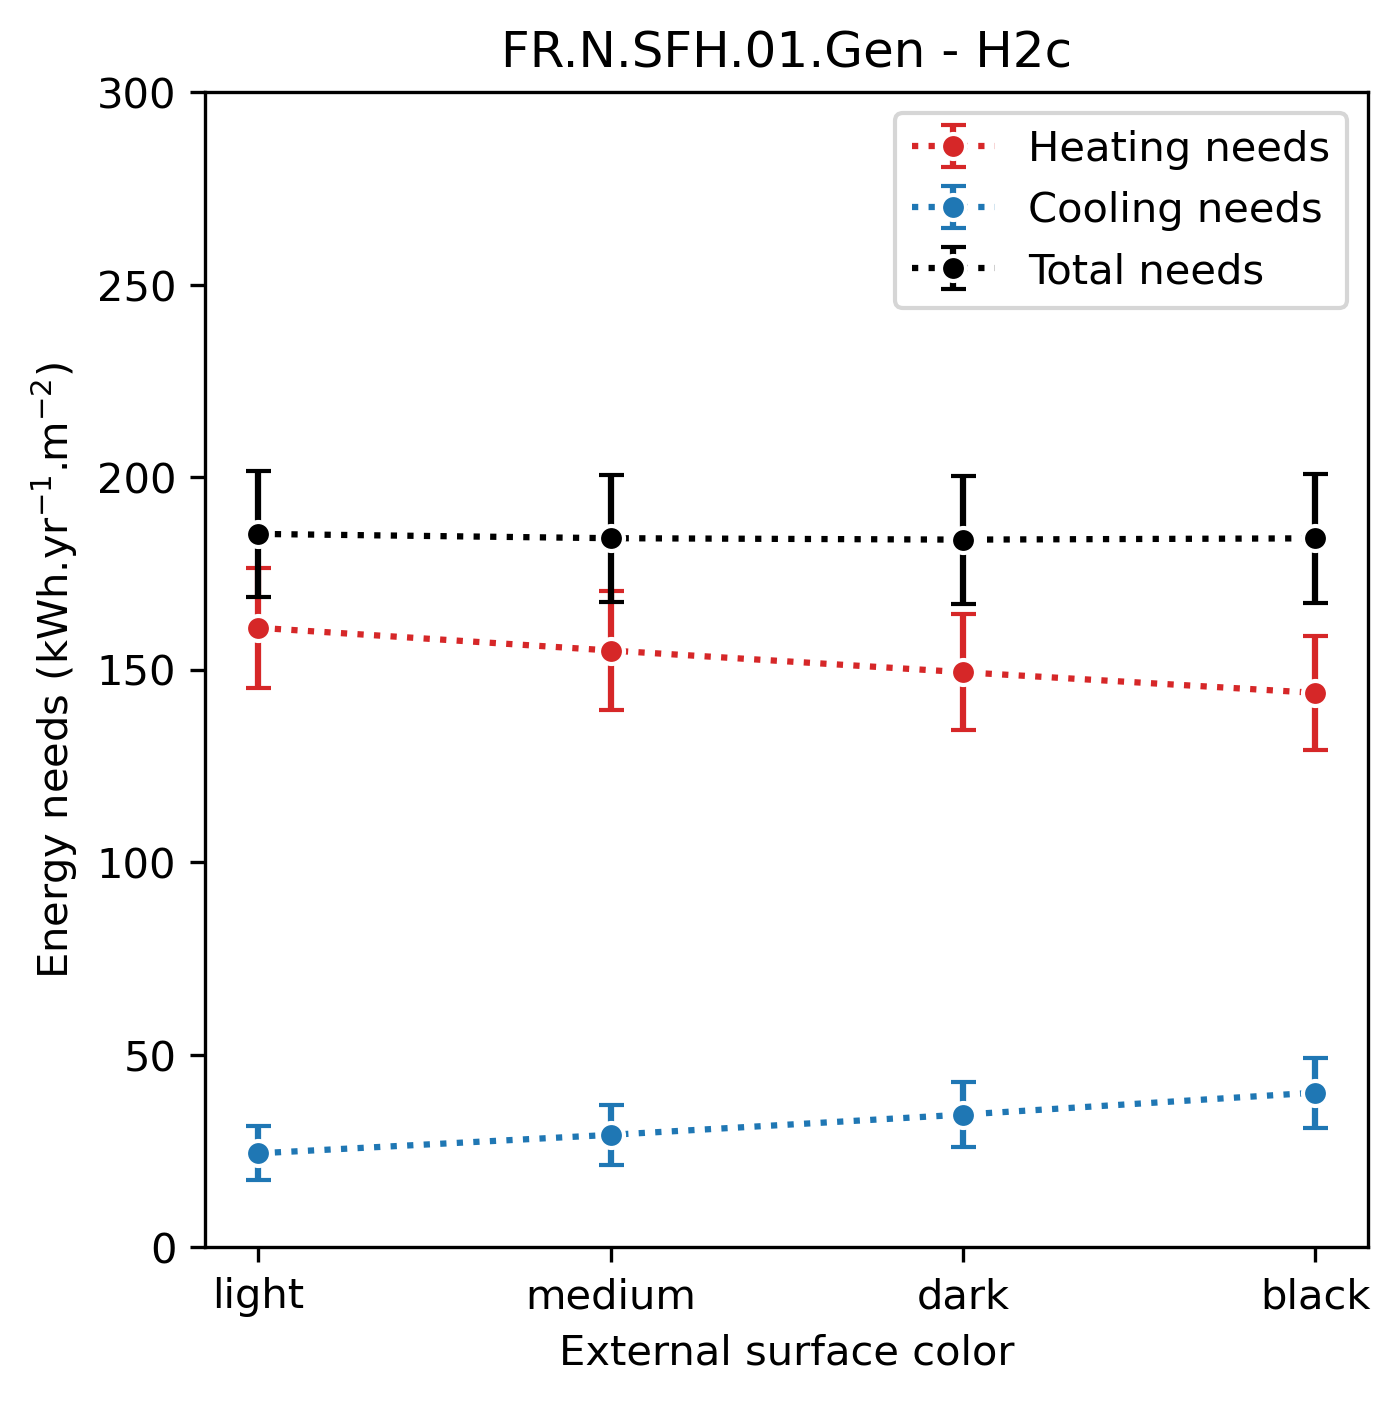 FR.N.SFH.01.Gen - H2c
300
250
200
150
100
50
0
Energy needs (kWh.yr⁻¹.m⁻²)
Heating needs
Cooling needs
Total needs
light medium dark black
External surface color